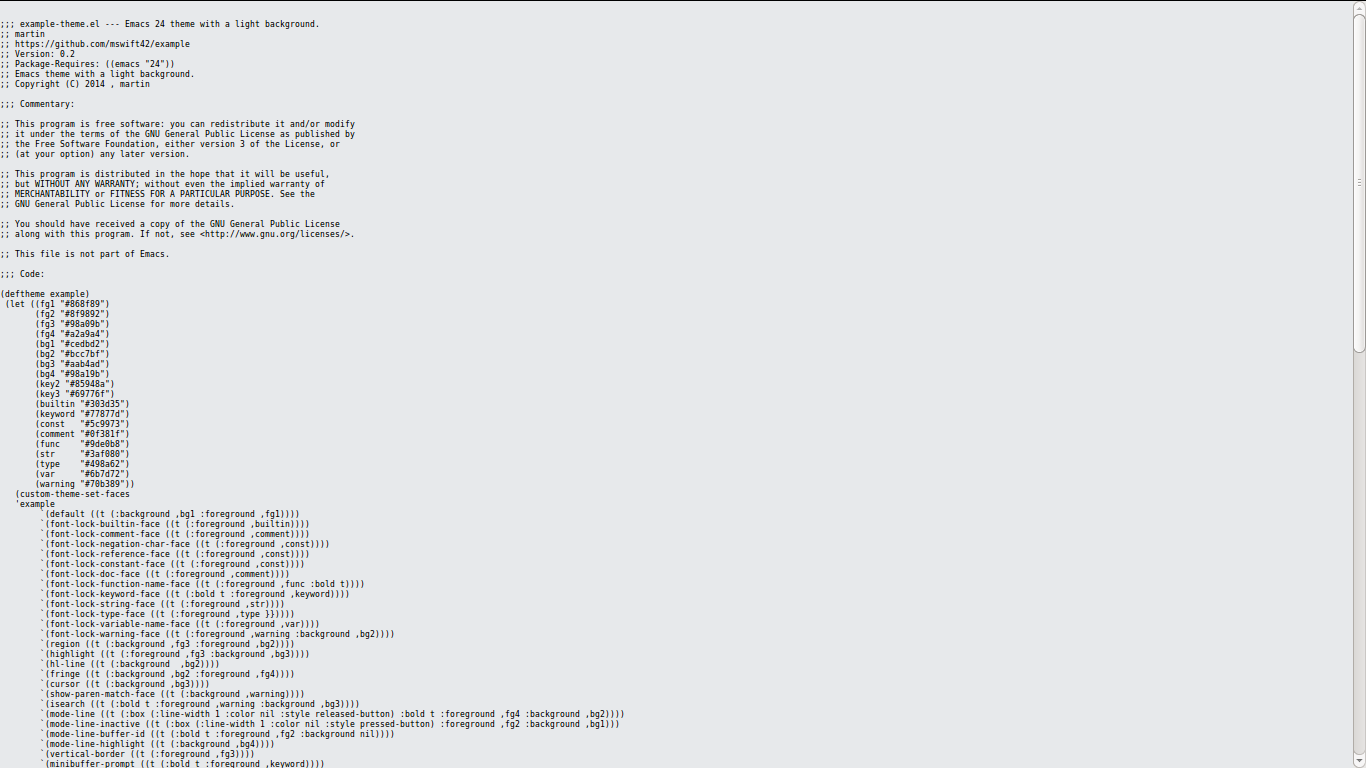 ;;; example-theme.el --- Emacs 24 theme with a light background.
;; martin
;; https://github.com/mswift42/example
;; Version: 0.2
;; Package-Requires: ((emacs "24"))
;; Emacs theme with a light background.
;; Copyright (C) 2014 , martin
;;; Commentary:
;; This program is free software: you can redistribute it and/or modify
;; it under the terms of the GNU General Public License as published by
;; the Free Software Foundation, either version 3 of the License, or
;; (at your option) any later version.
;; This program is distributed in the hope that it will be useful,
;; but WITHOUT ANY WARRANTY; without even the implied warranty of
;; MERCHANTABILITY or FITNESS FOR A PARTICULAR PURPOSE. See the
;; GNU General Public License for more details.
;; You should have received a copy of the GNU General Public License
;; along with this program. If not, see <http://www.gnu.org/licenses/>.
;; This file is not part of Emacs.
;;; Code:
(deftheme example)
(let ((fg1 "#868f89")
(fg2 "#8f9892")
(fg3 "#98a09b")
(fg4 "#a2a9a4")
(bg1 "#cedbd2")
(bg2 "#bcc7bf")
(bg3 "#aab4ad")
(bg4 "#98a19b")
(key2 "#85948a")
(key3 "#69776f")
(builtin "#303d35")
(keyword "#77877d")
(const   "#5c9973")
(comment "#0f381f")
(func    "#9de0b8")
(str     "#3af080")
(type    "#498a62")
(var     "#6b7d72")
(warning "#70b389"))
(custom-theme-set-faces
'example
`(default ((t (:background ,bg1 :foreground ,fg1))))
`(font-lock-builtin-face ((t (:foreground ,builtin))))
`(font-lock-comment-face ((t (:foreground ,comment))))
`(font-lock-negation-char-face ((t (:foreground ,const))))
`(font-lock-reference-face ((t (:foreground ,const))))
`(font-lock-constant-face ((t (:foreground ,const))))
`(font-lock-doc-face ((t (:foreground ,comment))))
`(font-lock-function-name-face ((t (:foreground ,func :bold t))))
`(font-lock-keyword-face ((t (:bold t :foreground ,keyword))))
`(font-lock-string-face ((t (:foreground ,str))))
`(font-lock-type-face ((t (:foreground ,type }))))
`(font-lock-variable-name-face ((t (:foreground ,var))))
`(font-lock-warning-face ((t (:foreground ,warning :background ,bg2))))
`(region ((t (:background ,fg3 :foreground ,bg2))))
`(highlight ((t (:foreground ,fg3 :background ,bg3))))
`(hl-line ((t (:background  ,bg2))))
`(fringe ((t (:background ,bg2 :foreground ,fg4))))
`(cursor ((t (:background ,bg3))))
`(show-paren-match-face ((t (:background ,warning))))
`(isearch ((t (:bold t :foreground ,warning :background ,bg3))))
`(mode-line ((t (:box (:line-width 1 :color nil :style released-button) :bold t :foreground ,fg4 :background ,bg2))))
`(mode-line-inactive ((t (:box (:line-width 1 :color nil :style pressed-button) :foreground ,fg2 :background ,bg1))))
`(mode-line-buffer-id ((t (:bold t :foreground ,fg2 :background nil))))
`(mode-line-highlight ((t (:background ,bg4))))
`(vertical-border ((t (:foreground ,fg3))))
`(minibuffer-prompt ((t (:bold t :foreground ,keyword))))